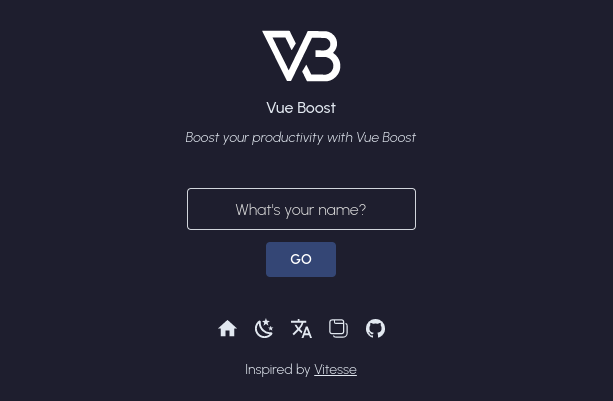 VB
Vue Boost
Boost your productivity with Vue Boost
What's your name?
GO
Inspired by Vitesse